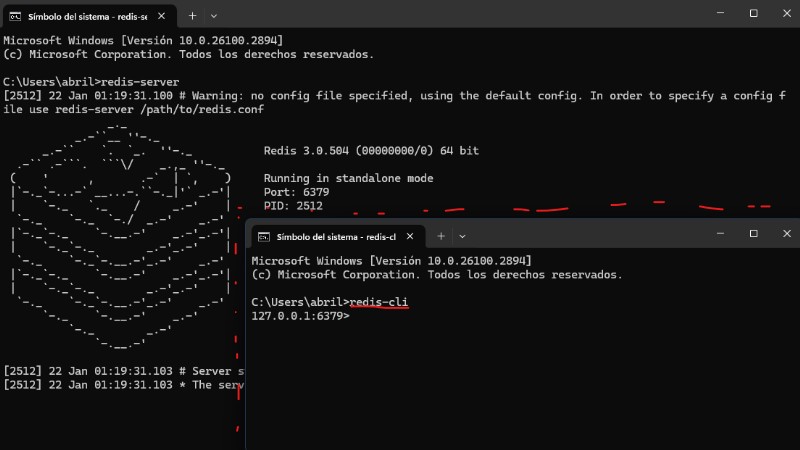 Símbolo del sistema - redis-se
Microsoft Windows [Versión 10.0.26100.2894]
(c) Microsoft Corporation. Todos los derechos reservados.
C:\Users\abril>redis-server
[2512] 22 Jan 01:19:31.100 # Warning: no config file specified, using the default config. In order to specify a config f
ile use redis-server /path/to/redis.conf
Redis 3.0.504 (00000000/0) 64 bit
Running in standalone mode
Port: 6379
PID: 2512
[2512] 22 Jan 01:19:31.103 # Server s
[2512] 22 Jan 01:19:31.103 * The serv
Símbolo del sistema - redis-cl
Microsoft Windows [Versión 10.0.26100.2894]
(c) Microsoft Corporation. Todos los derechos reservados.
C:\Users\abril>redis-cli
127.0.0.1:6379>